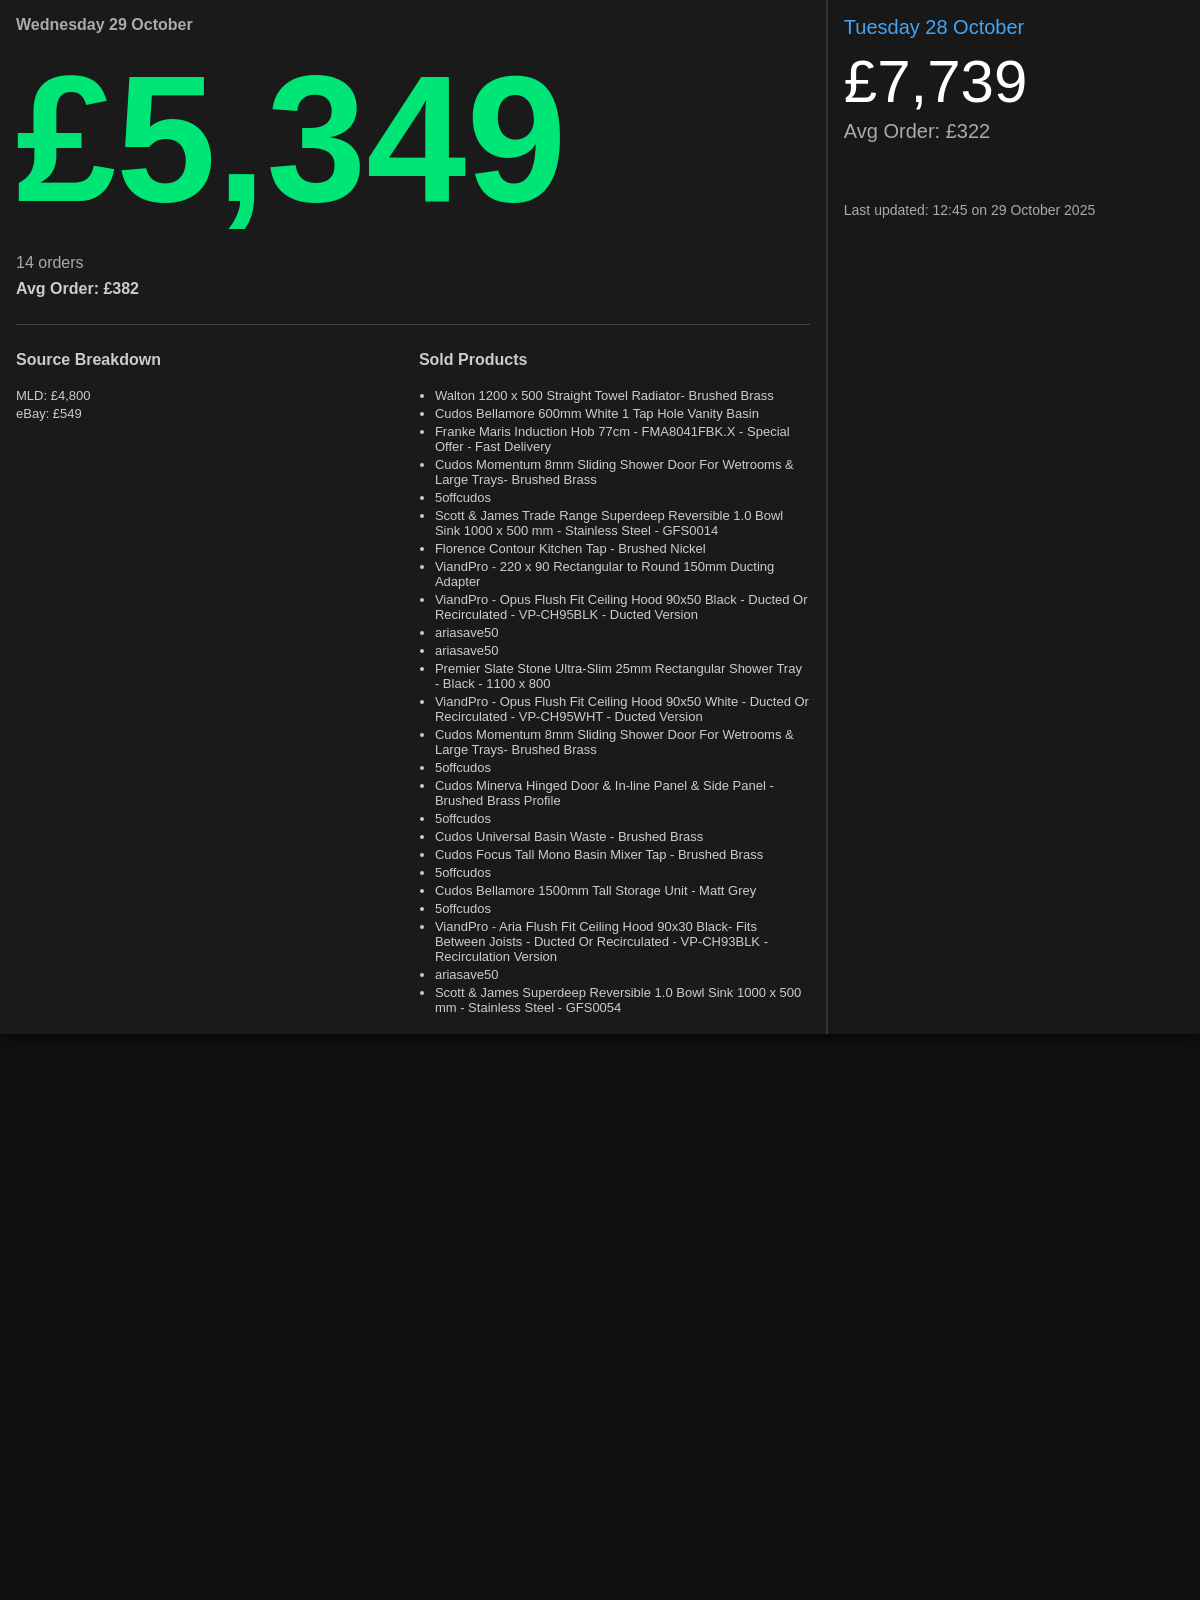 Wednesday 29 October
£5,349
14 orders
Avg Order: £382
Source Breakdown
MLD: £4,800
eBay: £549
Sold Products
Walton 1200 x 500 Straight Towel Radiator- Brushed Brass
Cudos Bellamore 600mm White 1 Tap Hole Vanity Basin
Franke Maris Induction Hob 77cm - FMA8041FBK.X - Special
Offer - Fast Delivery
Cudos Momentum 8mm Sliding Shower Door For Wetrooms &
Large Trays- Brushed Brass
5offcudos
Scott & James Trade Range Superdeep Reversible 1.0 Bowl
Sink 1000 x 500 mm - Stainless Steel - GFS0014
Florence Contour Kitchen Tap - Brushed Nickel
ViandPro - 220 x 90 Rectangular to Round 150mm Ducting
Adapter
ViandPro - Opus Flush Fit Ceiling Hood 90x50 Black - Ducted Or
Recirculated - VP-CH95BLK - Ducted Version
ariasave50
ariasave50
Premier Slate Stone Ultra-Slim 25mm Rectangular Shower Tray
- Black - 1100 x 800
ViandPro - Opus Flush Fit Ceiling Hood 90x50 White - Ducted Or
Recirculated - VP-CH95WHT - Ducted Version
Cudos Momentum 8mm Sliding Shower Door For Wetrooms &
Large Trays- Brushed Brass
5offcudos
Cudos Minerva Hinged Door & In-line Panel & Side Panel -
Brushed Brass Profile
5offcudos
Cudos Universal Basin Waste - Brushed Brass
Cudos Focus Tall Mono Basin Mixer Tap - Brushed Brass
5offcudos
Cudos Bellamore 1500mm Tall Storage Unit - Matt Grey
5offcudos
ViandPro - Aria Flush Fit Ceiling Hood 90x30 Black- Fits
Between Joists - Ducted Or Recirculated - VP-CH93BLK -
Recirculation Version
ariasave50
Scott & James Superdeep Reversible 1.0 Bowl Sink 1000 x 500
mm - Stainless Steel - GFS0054
Tuesday 28 October
£7,739
Avg Order: £322
Last updated: 12:45 on 29 October 2025